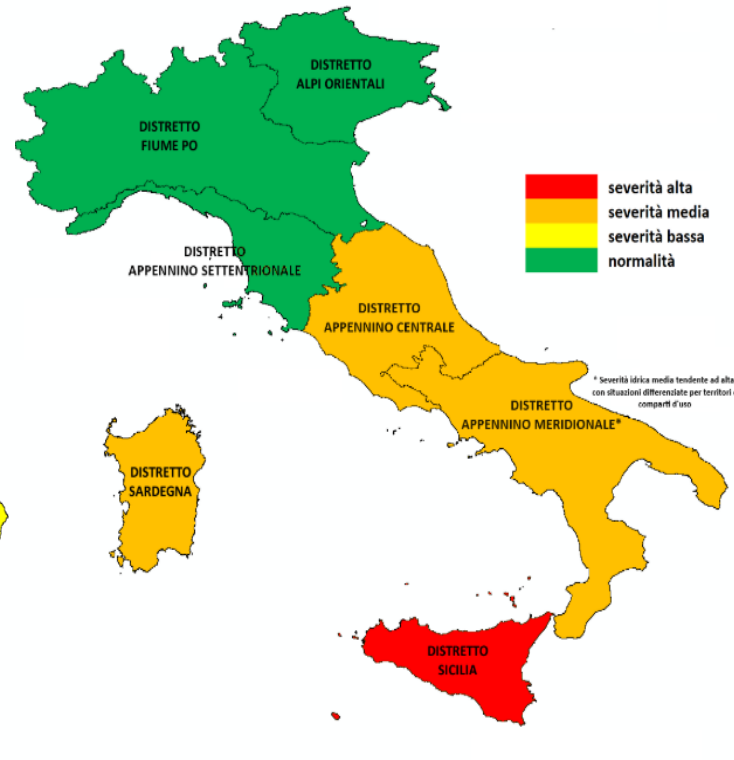 DISTRETTO
ALPI ORIENTALI
DISTRETTO
FIUME PO
severità alta
severità media
severità bassa
normalità
DISTRETTO
APPENNINO SETTENTRIONALE
DISTRETTO
APPENNINO CENTRALE
* Severità idrica media tendente ad alta
con situazioni differenziate per territori e
comparti d'uso
DISTRETTO
APPENNINO MERIDIONALE*
DISTRETTO
SARDEGNA
DISTRETTO
SICILIA